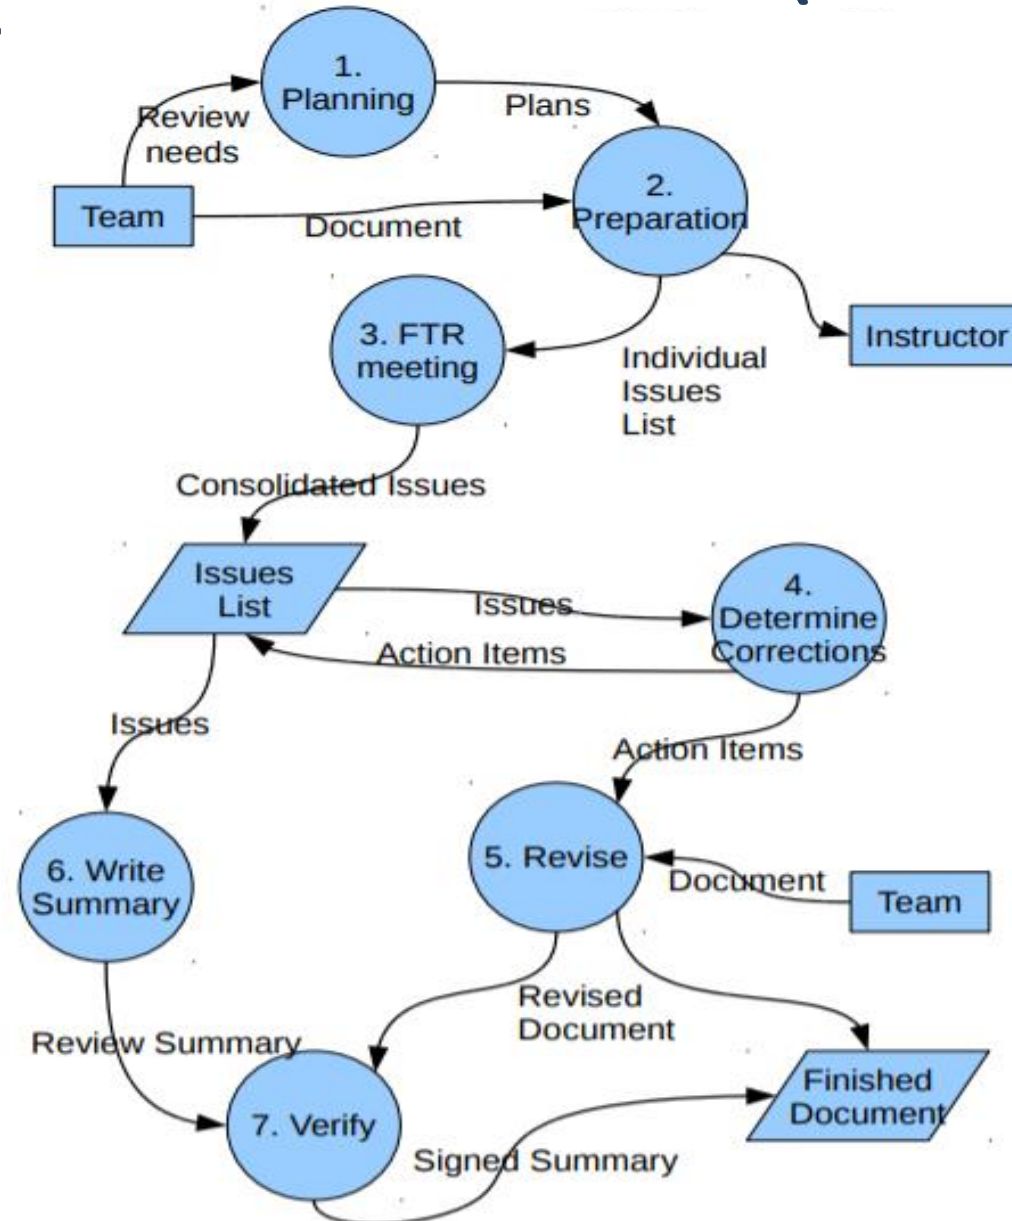 1.
Planning
Review
needs
Plans
2.
Preparation
Team
Document
3. FTR
meeting
Instructor
Individual
Issues
List
Consolidated Issues
Issues
List
Issues
4.
Determine
Corrections
Action Items
Issues
Action Items
5. Revise
6. Write
Summary
Document
Team
Revised
Document
Review Summary
Finished
Document
7. Verify
Signed Summary